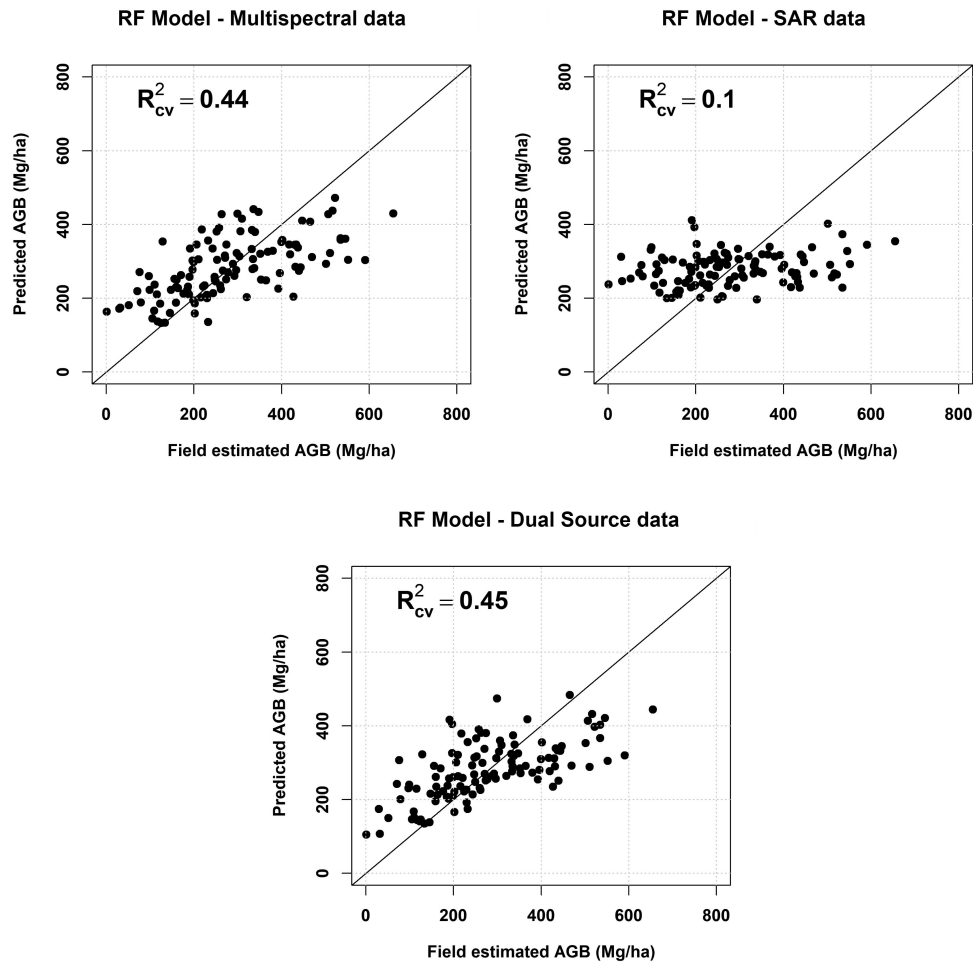 RF Model - Multispectral data
R²cv = 0.44
Predicted AGB (Mg/ha)
0 200 400 600 800
0 200 400 600 800
Field estimated AGB (Mg/ha)
RF Model - SAR data
R²cv = 0.1
Predicted AGB (Mg/ha)
0 200 400 600 800
0 200 400 600 800
Field estimated AGB (Mg/ha)
RF Model - Dual Source data
R²cv = 0.45
Predicted AGB (Mg/ha)
0 200 400 600 800
0 200 400 600 800
Field estimated AGB (Mg/ha)